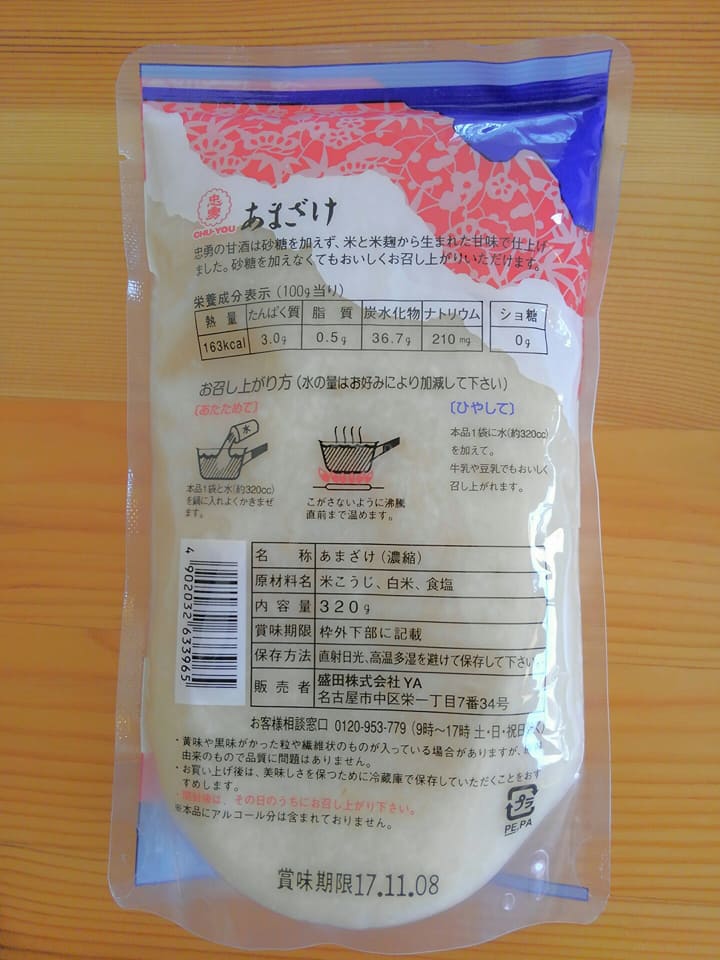 忠勇
CHU-YOU
あまざけ
忠勇の甘酒は砂糖を加えず、米と米麹から生まれた甘味で仕上げ
ました。砂糖を加えなくてもおいしくお召し上がりいただけます。
栄養成分表示(100g当り)
熱量 たんぱく質 脂質 炭水化物 ナトリウム ショ糖
163kcal 3.0g 0.5g 36.7g 210mg 0g
お召し上がり方(水の量はお好みにより加減して下さい)
〔あたためて〕
水
本品1袋と水(約320cc)
を鍋に入れよくかきまぜ
ます。
こがさないように沸騰
直前まで温めます。
〔ひやして〕
本品1袋に水(約320cc)
を加えて。
牛乳や豆乳でもおいしく
召し上がれます。
4902032633965
名称 あまざけ(濃縮)
原材料名 米こうじ、白米、食塩
内容量 320g
賞味期限 枠外下部に記載
保存方法 直射日光、高温多湿を避けて保存して下さい
販売者 盛田株式会社 YA
名古屋市中区栄一丁目7番34号
お客様相談窓口 0120-953-779(9時〜17時 土・日・祝日除く)
・黄味や黒味がかった粒や繊維状のものが入っている場合がありますが、
由来のもので品質に問題はありません。
・お買い上げ後は、美味しさを保つために冷蔵庫で保存していただくことをおす
すめします。
・開封後は、その日のうちにお召し上がり下さい。
※本品にアルコール分は含まれておりません。
プラ
PE,PA
賞味期限17.11.08